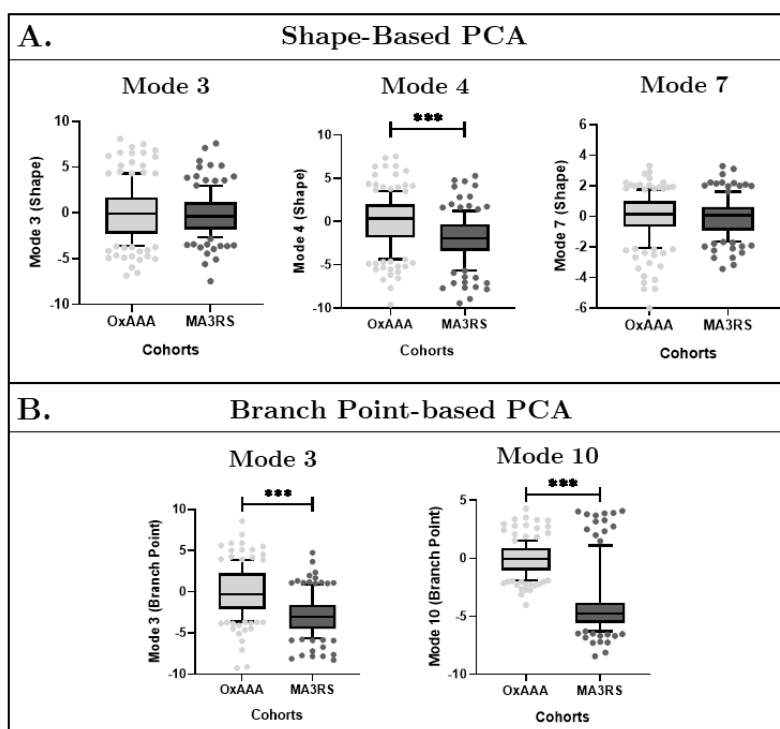 A. Shape-Based PCA
Mode 3
Mode 4
Mode 7
10
5
0
-5
-10
Mode 3 (Shape)
OxAAA MA3RS
Cohorts
***
10
5
0
-5
-10
Mode 4 (Shape)
OxAAA MA3RS
Cohorts
6
4
2
0
-2
-4
-6
Mode 7 (Shape)
OxAAA MA3RS
Cohorts
B. Branch Point-based PCA
Mode 3
Mode 10
***
10
5
0
-5
-10
Mode 3 (Branch Point)
OxAAA MA3RS
Cohorts
***
5
0
-5
-10
Mode 10 (Branch Point)
OxAAA MA3RS
Cohorts